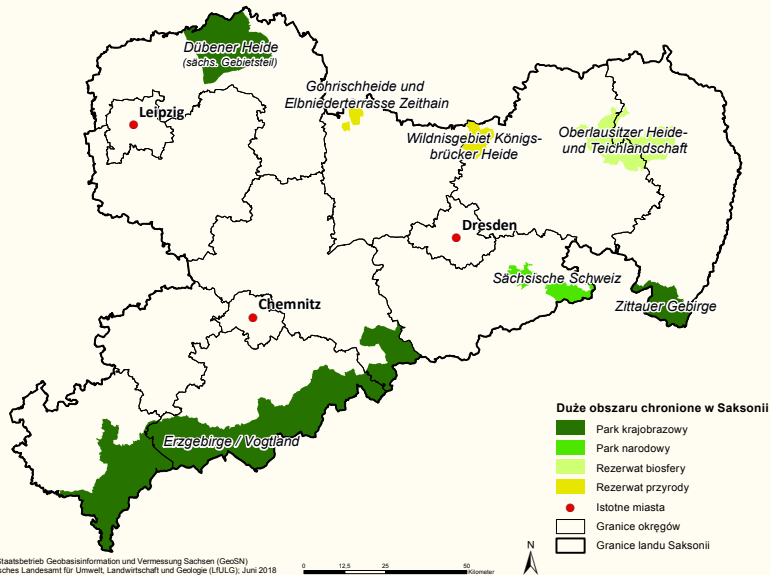 Dübener Heide
(sächs. Gebietsteil)
Gohrischheide und
Elbniederterrasse Zeithain
Leipzig
Wildnisgebiet Königs-
brücker Heide
Oberlausitzer Heide-
und Teichlandschaft
Dresden
Sächsische Schweiz
Zittauer Gebirge
Chemnitz
Erzgebirge / Vogtland
Duże obszaru chronione w Saksonii
Park krajobrazowy
Park narodowy
Rezerwat biosfery
Rezerwat przyrody
Istotne miasta
Granice okręgów
Granice landu Saksonii
Staatsbetrieb Geobasisinformation und Vermessung Sachsen (GeoSN)
sches Landesamt für Umwelt, Landwirtschaft und Geologie (LfULG); Juni 2018
0 12,5 25 50
Kilometer
N